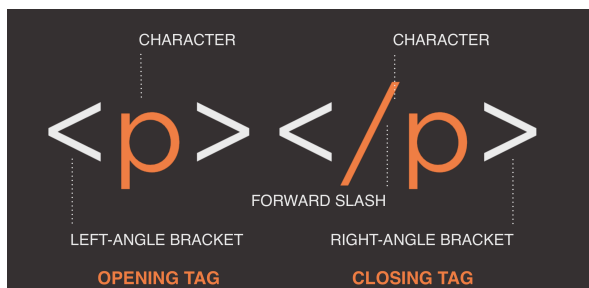 CHARACTER CHARACTER
<p> </p>
FORWARD SLASH
LEFT-ANGLE BRACKET RIGHT-ANGLE BRACKET
OPENING TAG CLOSING TAG